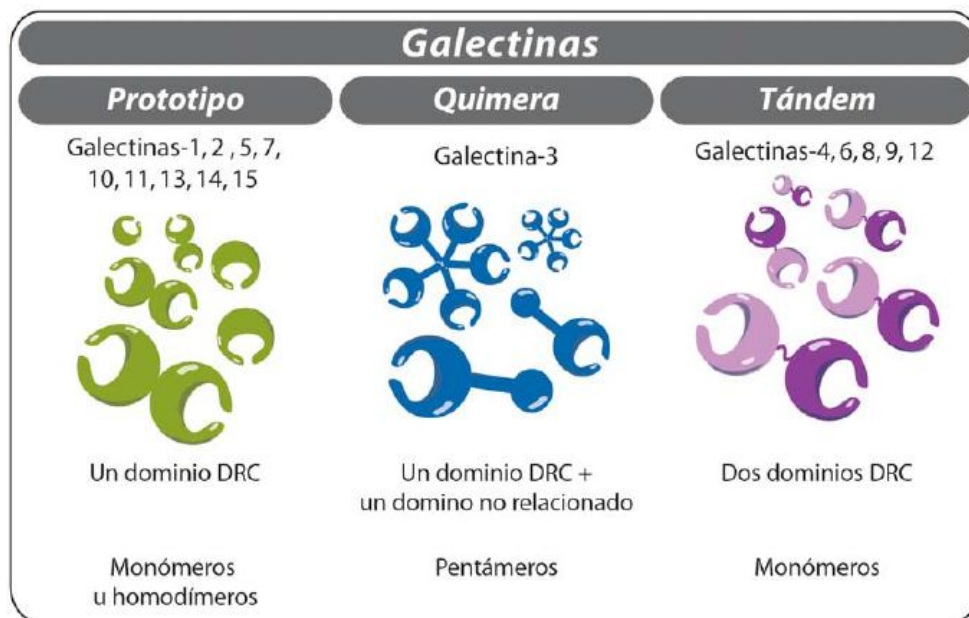 Galectinas
Prototipo
Quimera
Tándem
Galectinas-1, 2 , 5, 7,
10, 11, 13, 14, 15
Galectina-3
Galectinas-4, 6, 8, 9, 12
Un dominio DRC
Un dominio DRC +
un domino no relacionado
Dos dominios DRC
Monómeros
u homodímeros
Pentámeros
Monómeros